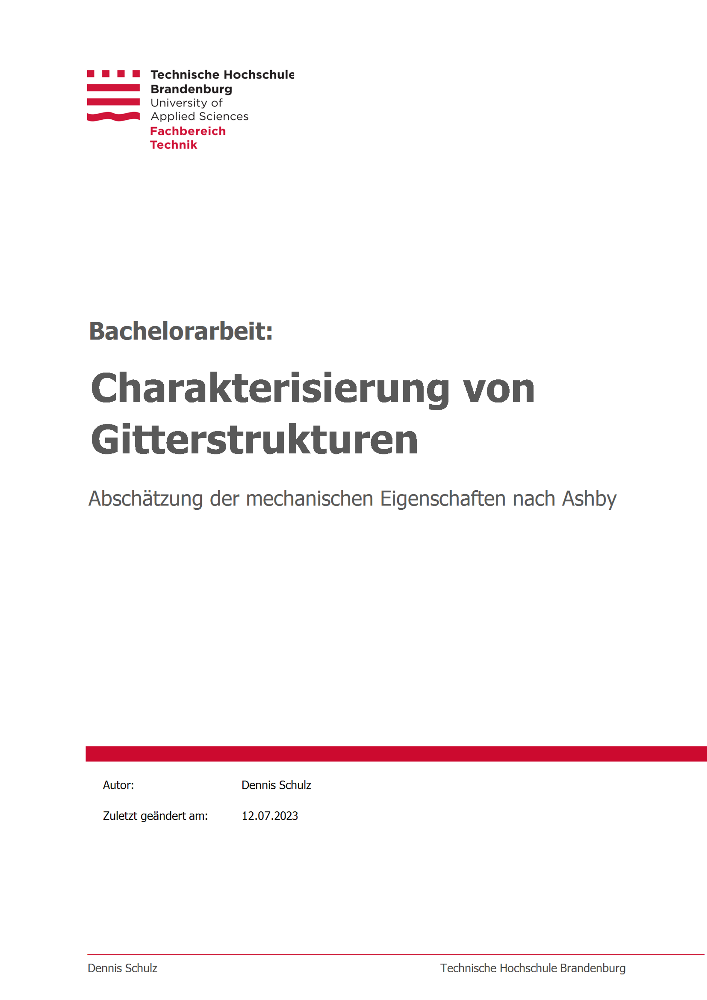 Technische Hochschule
Brandenburg
University of
Applied Sciences
Fachbereich
Technik
Bachelorarbeit:
Charakterisierung von
Gitterstrukturen
Abschätzung der mechanischen Eigenschaften nach Ashby
Autor: Dennis Schulz
Zuletzt geändert am: 12.07.2023
Dennis Schulz Technische Hochschule Brandenburg